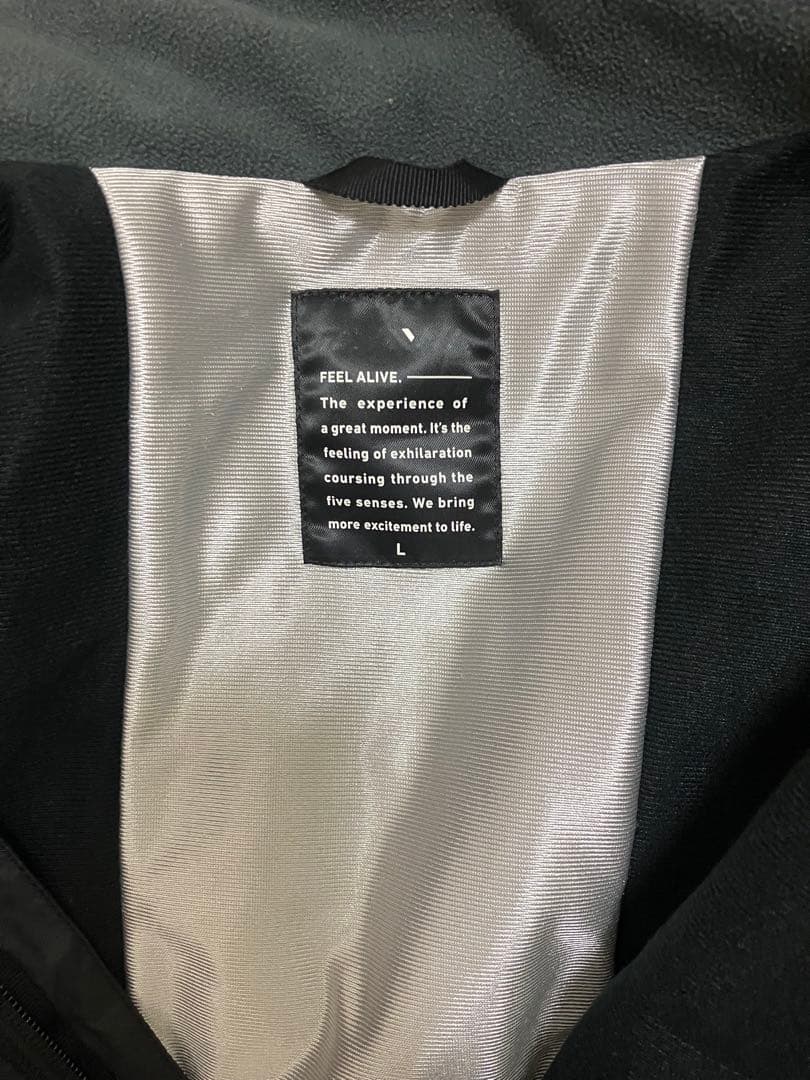 FEEL ALIVE.
The experience of
a great moment. It's the
feeling of exhilaration
coursing through the
five senses. We bring
more excitement to life.
L